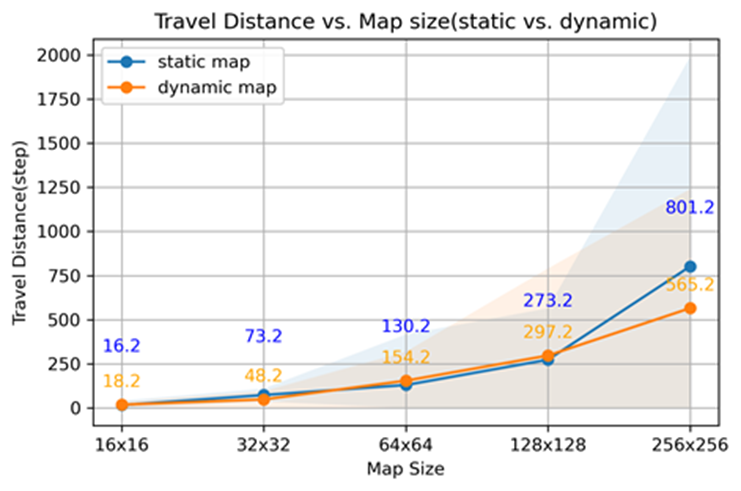 Travel Distance vs. Map size(static vs. dynamic)
static map
dynamic map
Travel Distance(step)
2000
1750
1500
1250
1000
750
500
250
0
16.2
73.2
130.2
273.2
801.2
18.2
48.2
154.2
297.2
565.2
16x16
32x32
64x64
128x128
256x256
Map Size